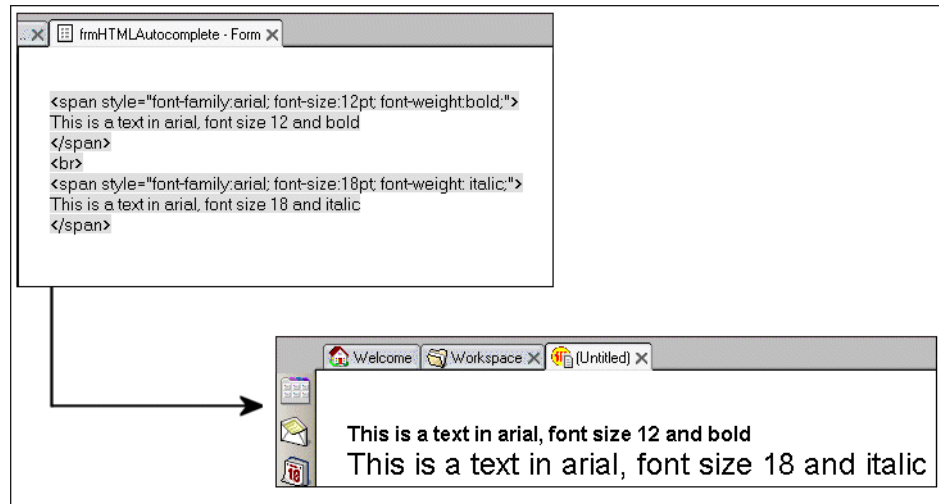 frmHTMLAutocomplete - Form
<span style="font-family:arial; font-size:12pt; font-weight:bold;">
This is a text in arial, font size 12 and bold
</span>
<br>
<span style="font-family:arial; font-size:18pt; font-weight: italic;">
This is a text in arial, font size 18 and italic
</span>
Welcome Workspace (Untitled)
This is a text in arial, font size 12 and bold
This is a text in arial, font size 18 and italic
18